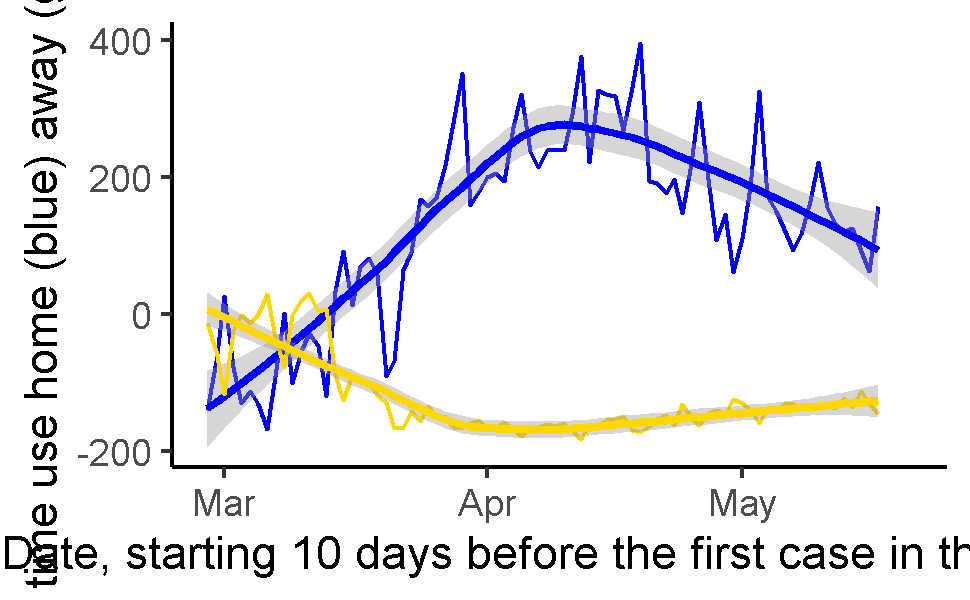 time use home (blue) away (
400
200
0
-200
Mar
Apr
May
Date, starting 10 days before the first case in th